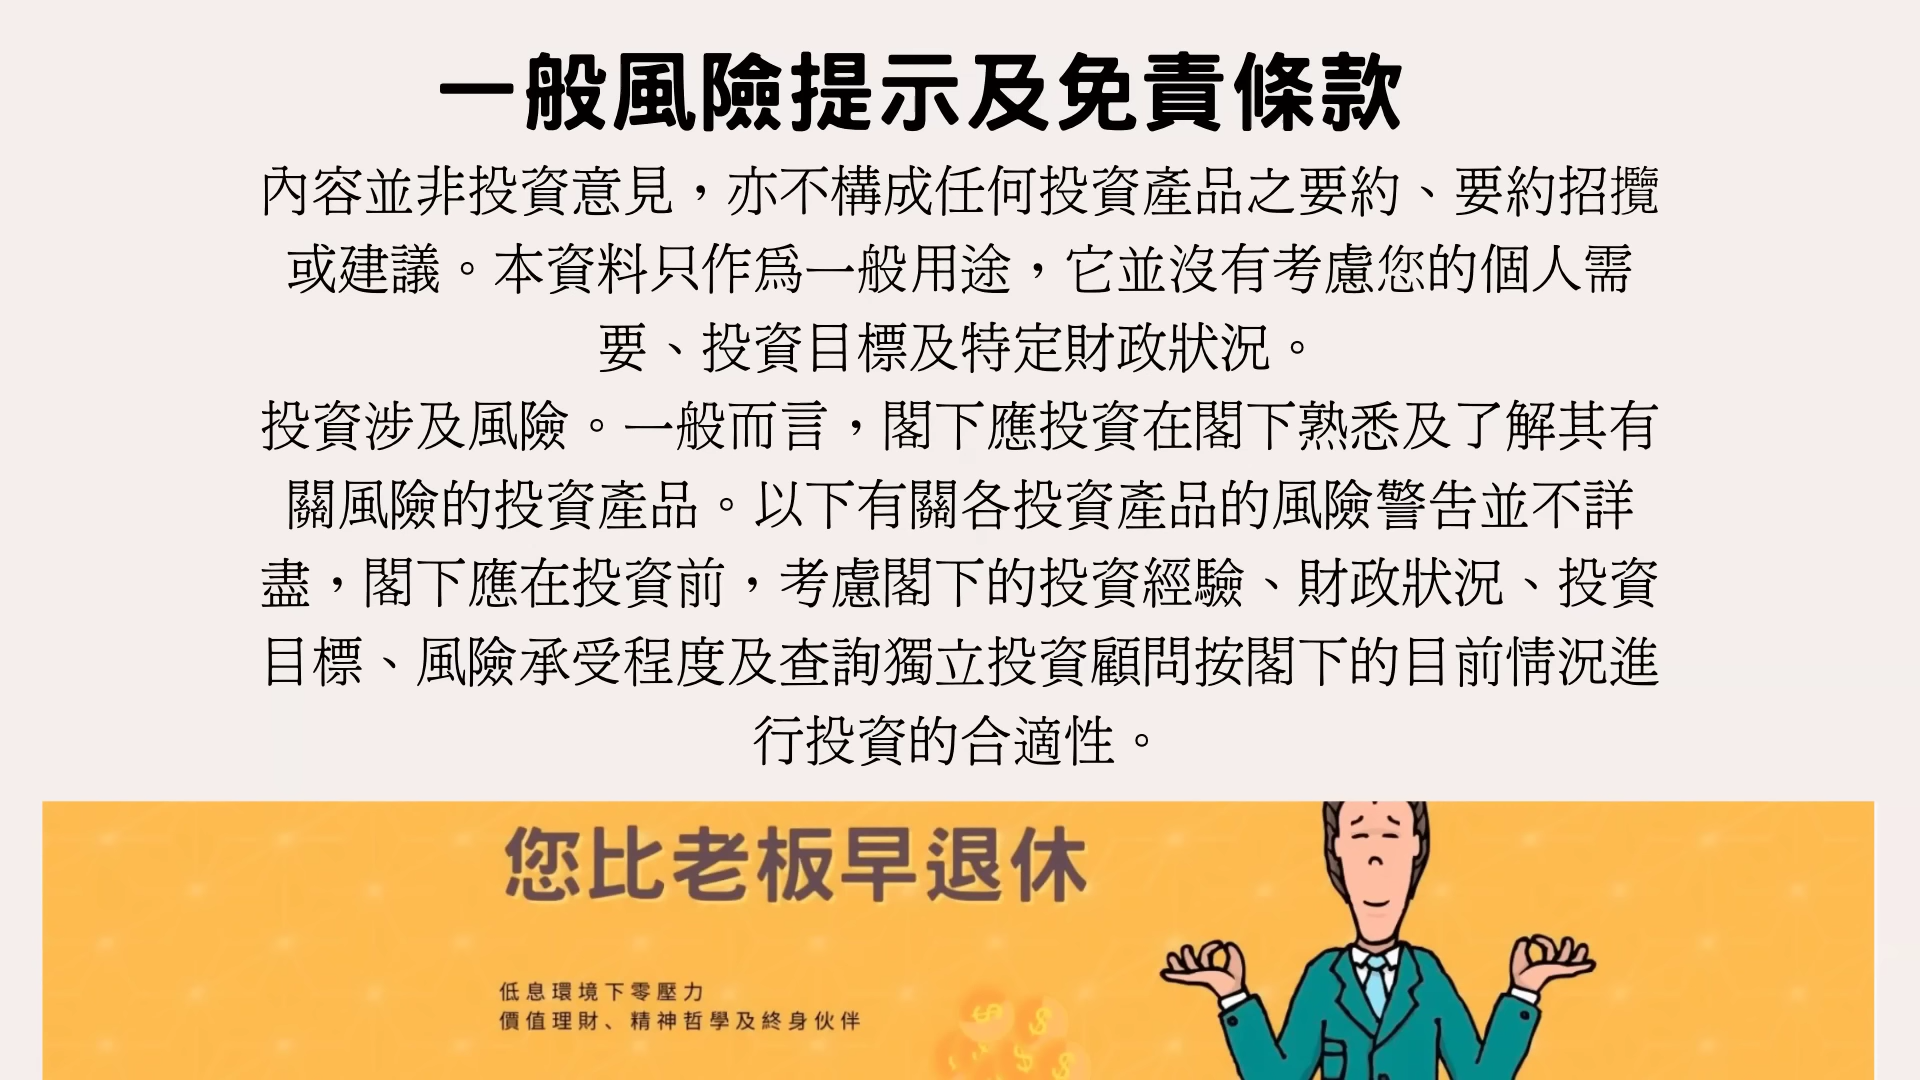 一般風險提示及免責條款
內容並非投資意見，亦不構成任何投資產品之要約、要約招攬
或建議。本資料只作爲一般用途，它並沒有考慮您的個人需
要、投資目標及特定財政狀況。
投資涉及風險。一般而言，閣下應投資在閣下熟悉及了解其有
關風險的投資產品。以下有關各投資產品的風險警告並不詳
盡，閣下應在投資前，考慮閣下的投資經驗、財政狀況、投資
目標、風險承受程度及查詢獨立投資顧問按閣下的目前情況進
行投資的合適性。
您比老板早退休
低息環境下零壓力
價值理財、精神哲學及終身伙伴